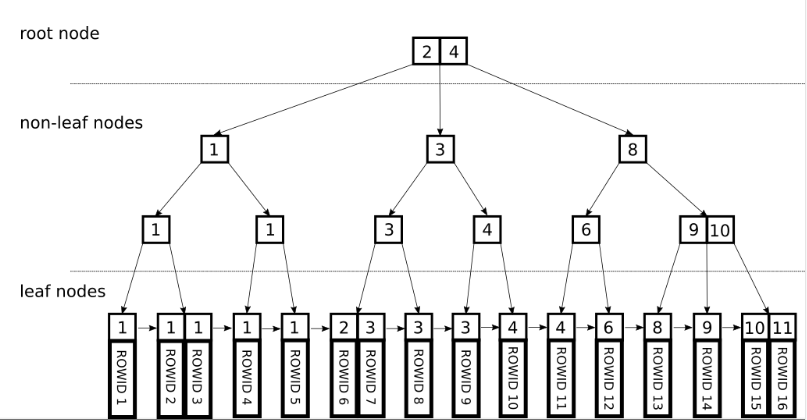 root node
2 4
non-leaf nodes
1 3 8
1 1 3 4 6 9 10
leaf nodes
1 1 1 1 1 2 3 3 3 4 4 6 8 9 10 11
ROWID 1 ROWID 2 ROWID 3 ROWID 4 ROWID 5 ROWID 6 ROWID 7 ROWID 8 ROWID 9 ROWID 10 ROWID 11 ROWID 12 ROWID 13 ROWID 14 ROWID 15 ROWID 16